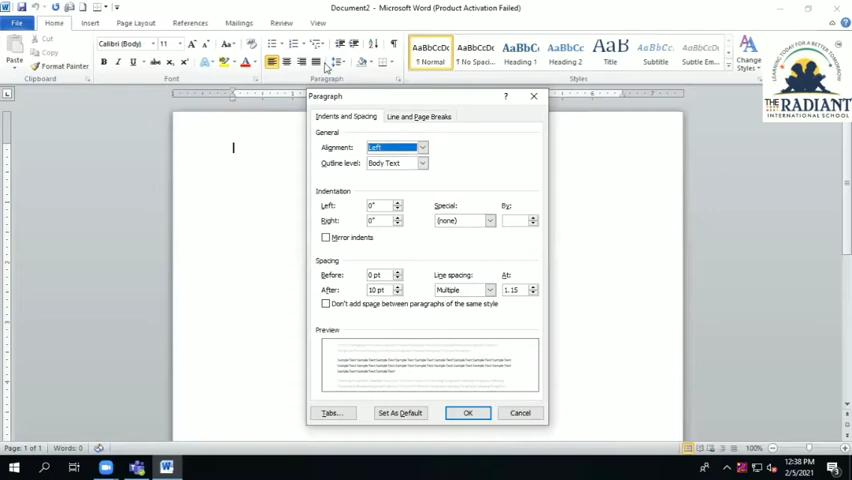 Document2 - Microsoft Word (Product Activation Failed)
File Home Insert Page Layout References Mailings Review View
Paste
Cut
Copy
Format Painter
Clipboard
Calibri (Body) 11
Font
Paragraph
AaBbCcDc AaBbCcDc AaBbCc AaBbCc AaB AaBbCc. AaBbCcDc
¶ Normal ¶ No Spaci... Heading 1 Heading 2 Title Subtitle Subtle Em...
Change Styles
Styles
LEARNING TODAY FOR A BETTER TOMORROW
THE RADIANT
INTERNATIONAL SCHOOL
Paragraph
Indents and Spacing Line and Page Breaks
General
Alignment: Left
Outline level: Body Text
Indentation
Left: 0" Special: By:
Right: 0" (none)
Mirror indents
Spacing
Before: 0 pt Line spacing: At:
After: 10 pt Multiple 1.15
Don't add space between paragraphs of the same style
Preview
Tabs... Set As Default OK Cancel
Page: 1 of 1 Words: 0 100%
12:38 PM
2/5/2021